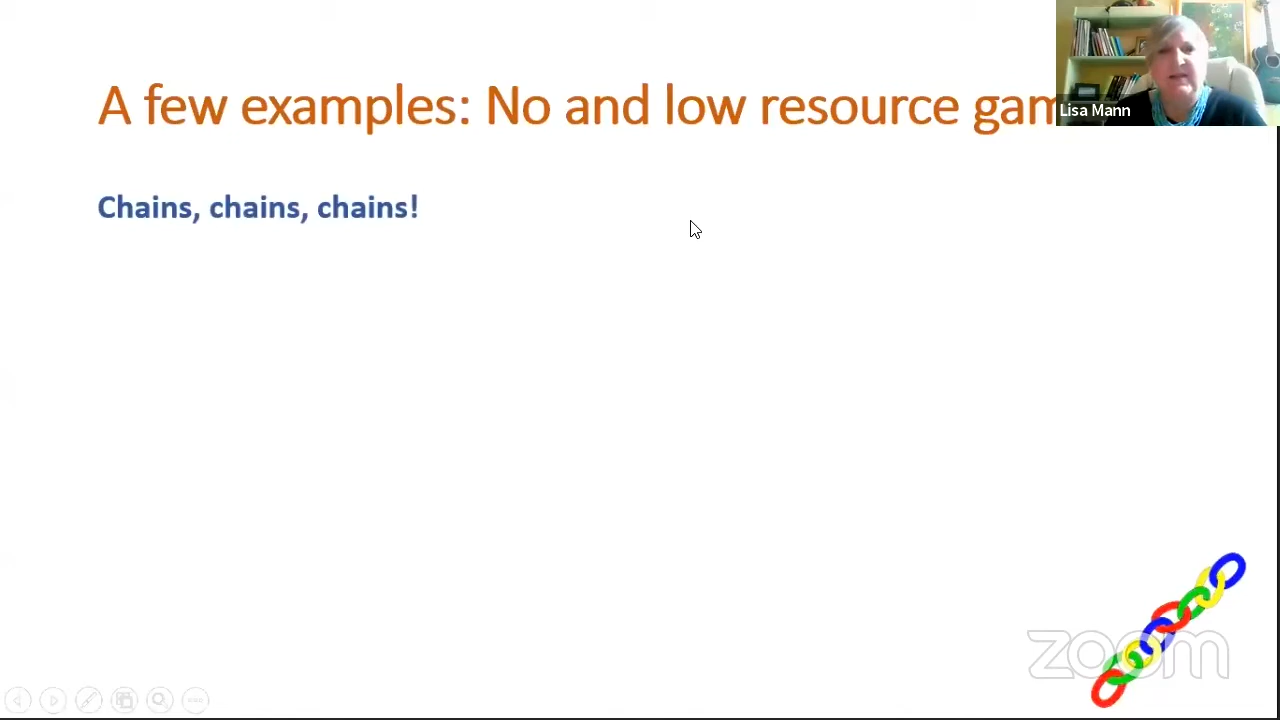 A few examples: No and low resource gam
Lisa Mann
Chains, chains, chains!
zoom